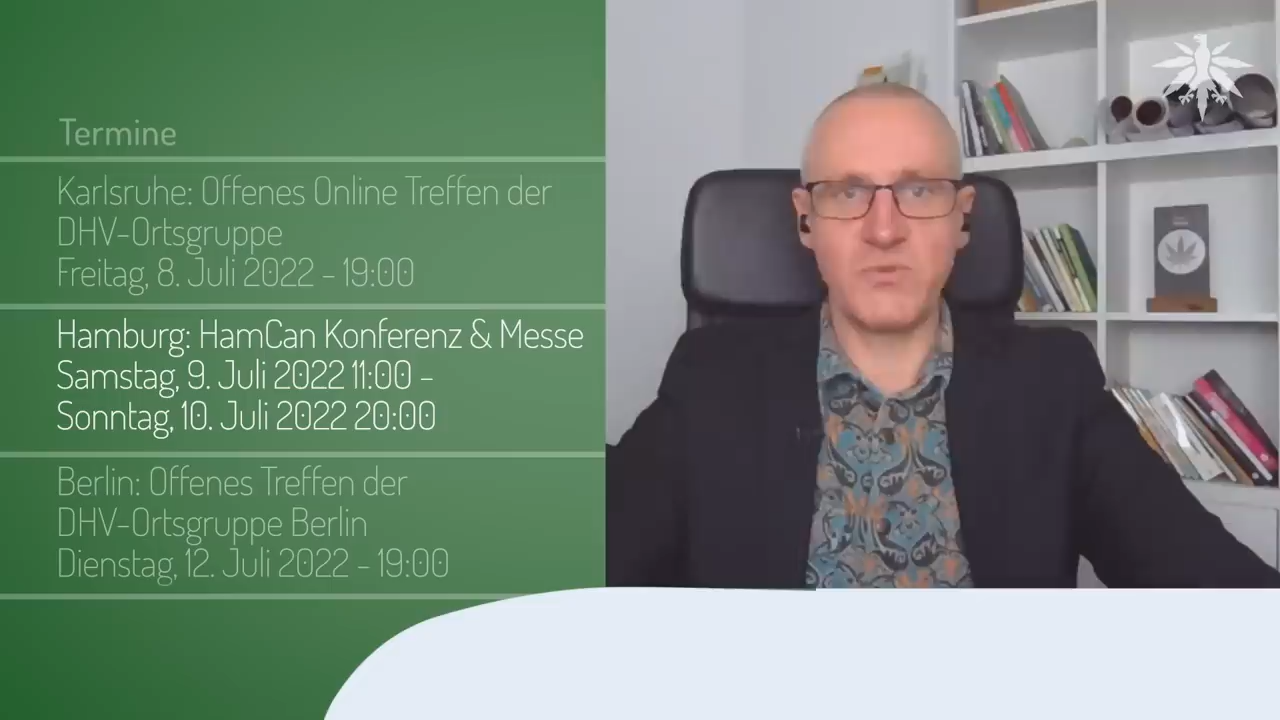 Termine
Karlsruhe: Offenes Online Treffen der
DHV-Ortsgruppe
Freitag, 8. Juli 2022 - 19:00
Hamburg: HamCan Konferenz & Messe
Samstag, 9. Juli 2022 11:00 -
Sonntag, 10. Juli 2022 20:00
Berlin: Offenes Treffen der
DHV-Ortsgruppe Berlin
Dienstag, 12. Juli 2022 - 19:00